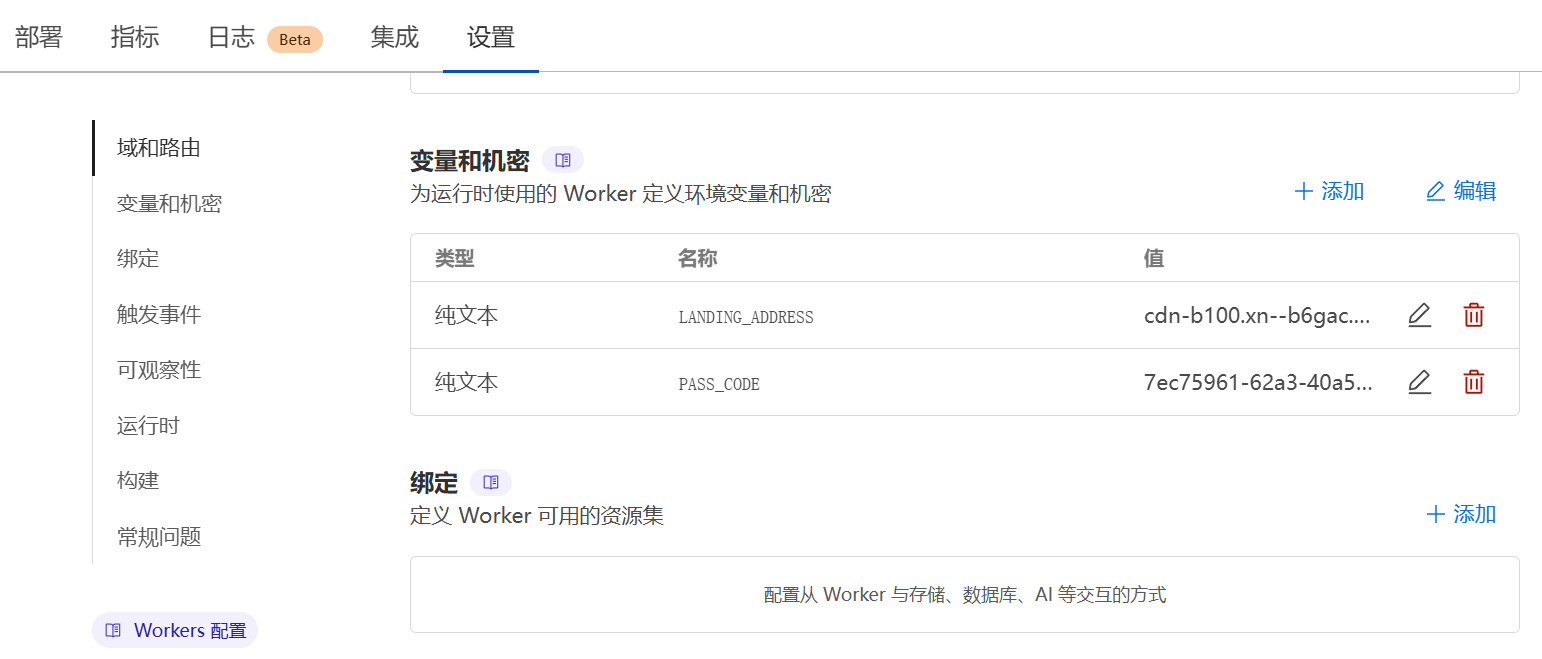 部署 指标 日志 Beta 集成 设置
域和路由
变量和机密
绑定
触发事件
可观察性
运行时
构建
常规问题
Workers 配置
变量和机密
为运行时使用的 Worker 定义环境变量和机密
添加 编辑
类型 名称 值
纯文本 LANDING_ADDRESS cdn-b100.xn--b6gac....
纯文本 PASS_CODE 7ec75961-62a3-40a5...
绑定
定义 Worker 可用的资源集
添加
配置从 Worker 与存储、数据库、AI 等交互的方式